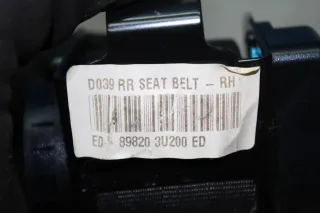 D039 RR SEAT BELT - RH
ED - 89820 3U200 ED